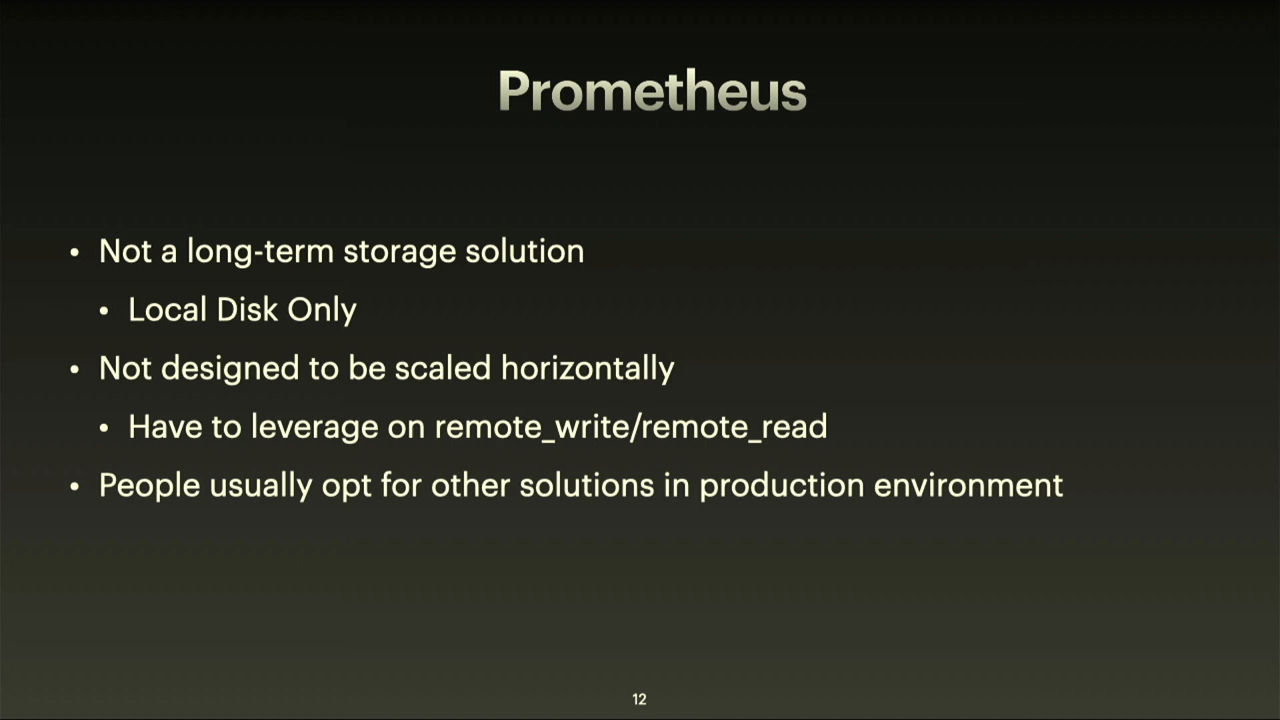 Prometheus
• Not a long-term storage solution
• Local Disk Only
• Not designed to be scaled horizontally
• Have to leverage on remote_write/remote_read
• People usually opt for other solutions in production environment
12